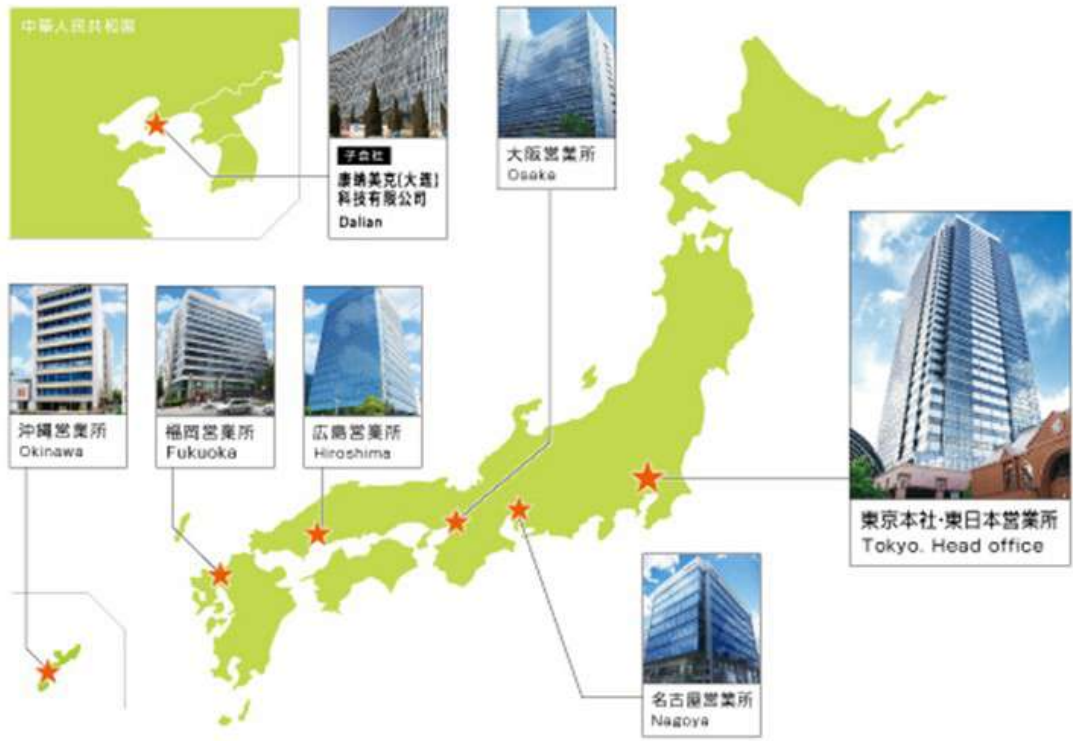 中華人民共和国
子会社
康納美克(大連)
科技有限公司
Dalian
大阪営業所
Osaka
沖縄営業所
Okinawa
福岡営業所
Fukuoka
広島営業所
Hiroshima
東京本社・東日本営業所
Tokyo. Head office
名古屋営業所
Nagoya